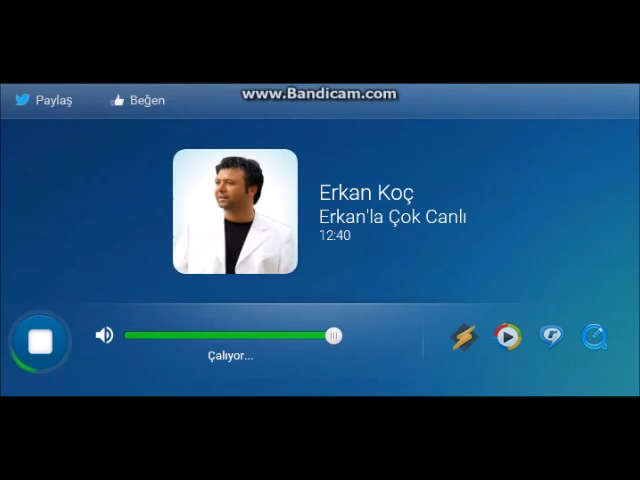 www.Bandicam.com
Paylaş
Beğen
Erkan Koç
Erkan'la Çok Canlı
12:40
Çalıyor...